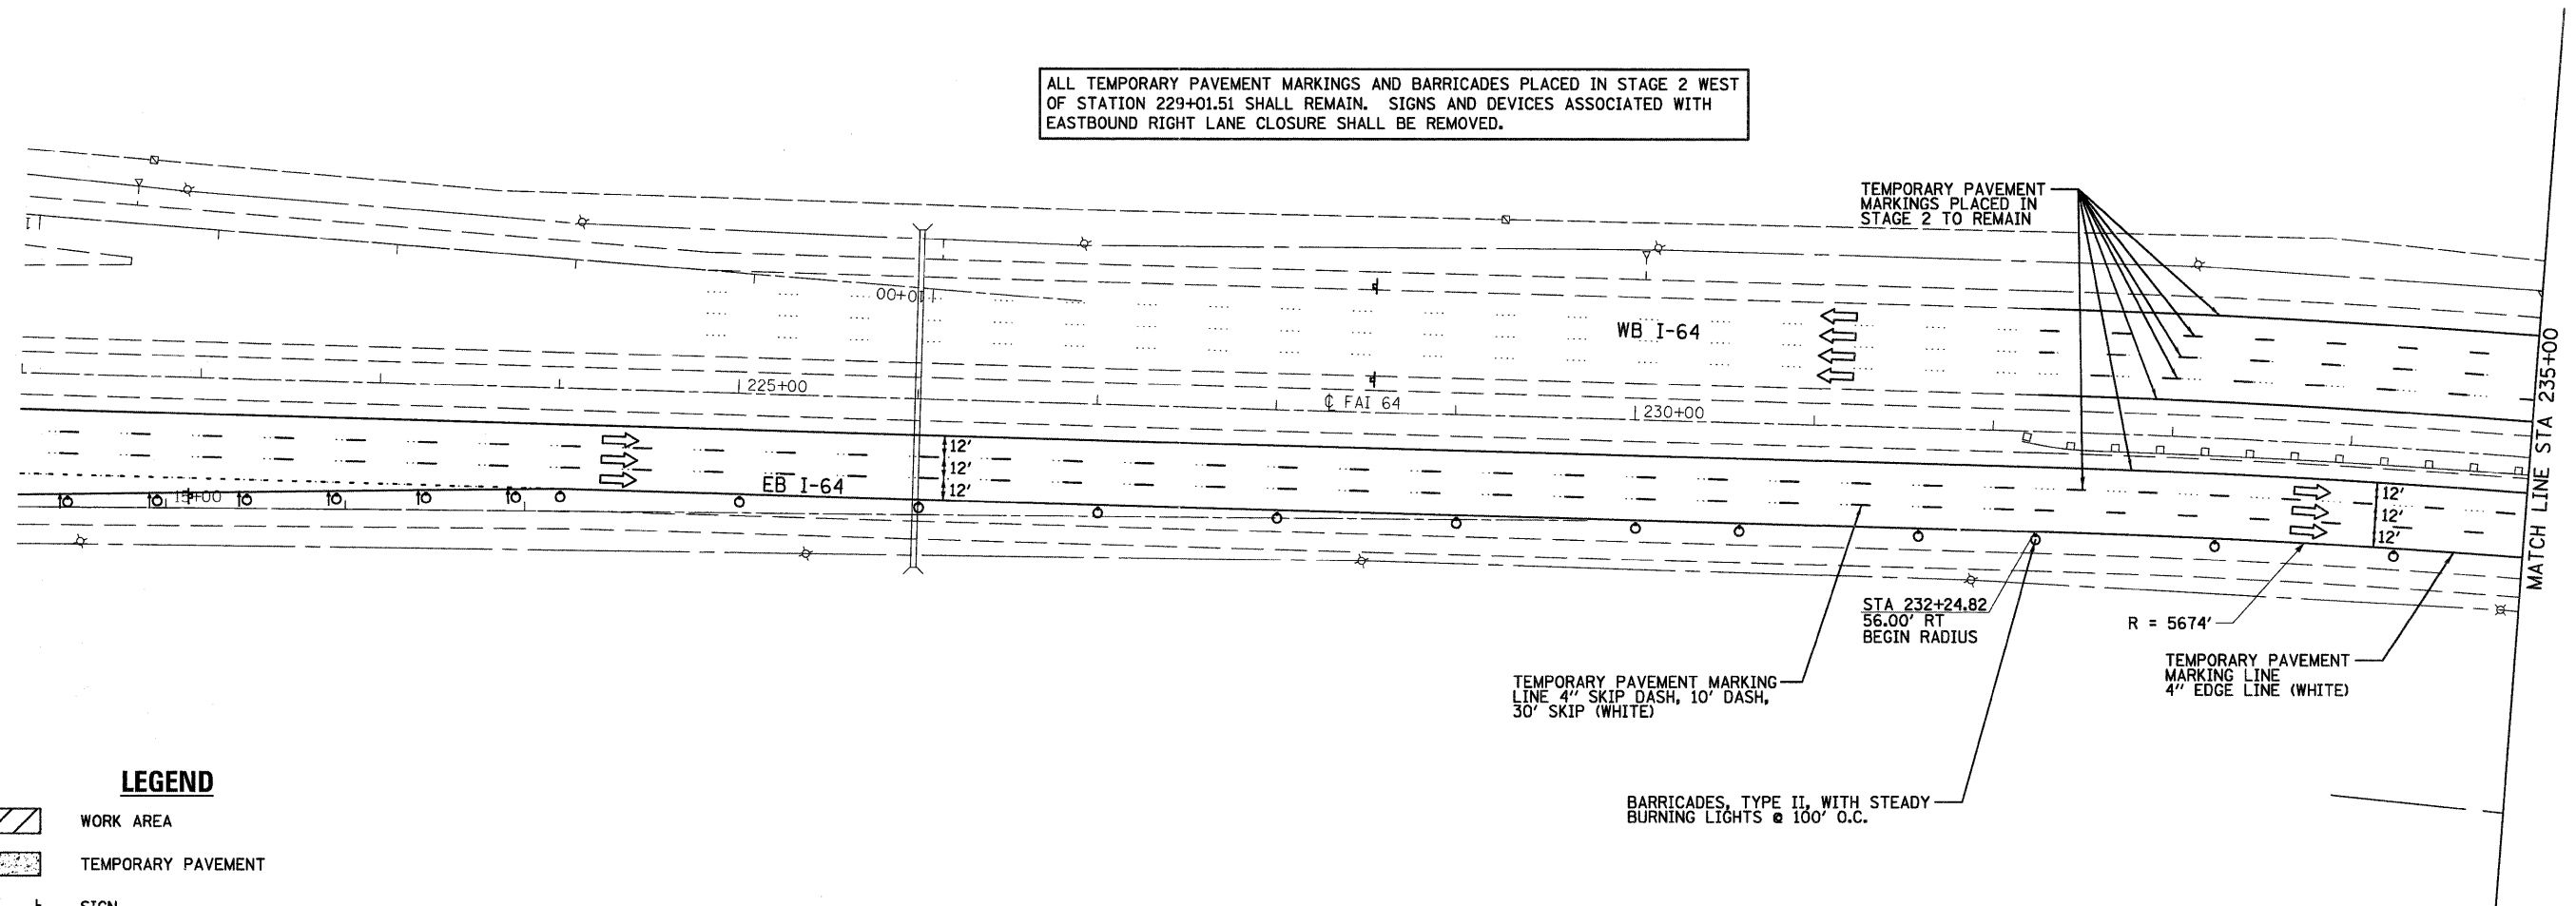 ALL TEMPORARY PAVEMENT MARKINGS AND BARRICADES PLACED IN STAGE 2 WEST
OF STATION 229+01.51 SHALL REMAIN. SIGNS AND DEVICES ASSOCIATED WITH
EASTBOUND RIGHT LANE CLOSURE SHALL BE REMOVED.
TEMPORARY PAVEMENT
MARKINGS PLACED IN
STAGE 2 TO REMAIN
10+00
WB I-64
225+00
℄ FAI 64
230+00
MATCH LINE STA 235+00
12'
12'
12'
EB I-64
15+00
12'
12'
12'
STA 232+24.82
56.00' RT
BEGIN RADIUS
R = 5674'
TEMPORARY PAVEMENT
MARKING LINE
4" EDGE LINE (WHITE)
TEMPORARY PAVEMENT MARKING
LINE 4" SKIP DASH, 10' DASH,
30' SKIP (WHITE)
BARRICADES, TYPE II, WITH STEADY
BURNING LIGHTS @ 100' O.C.
LEGEND
WORK AREA
TEMPORARY PAVEMENT
SIGN